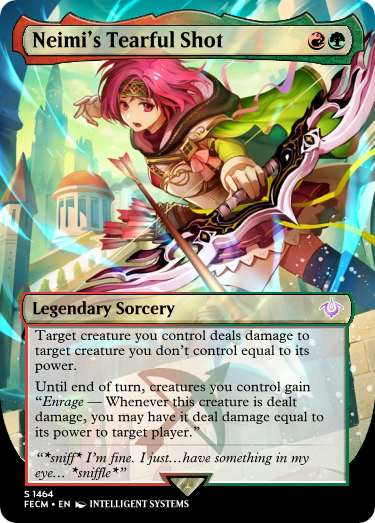 Neimi's Tearful Shot
Legendary Sorcery
Target creature you control deals damage to
target creature you don't control equal to its
power.
Until end of turn, creatures you control gain
“Enrage — Whenever this creature is dealt
damage, you may have it deal damage equal to
its power to target player.”
“*sniff* I'm fine. I just…have something in my
eye… *sniffle*”
S 1464
FECM • EN INTELLIGENT SYSTEMS